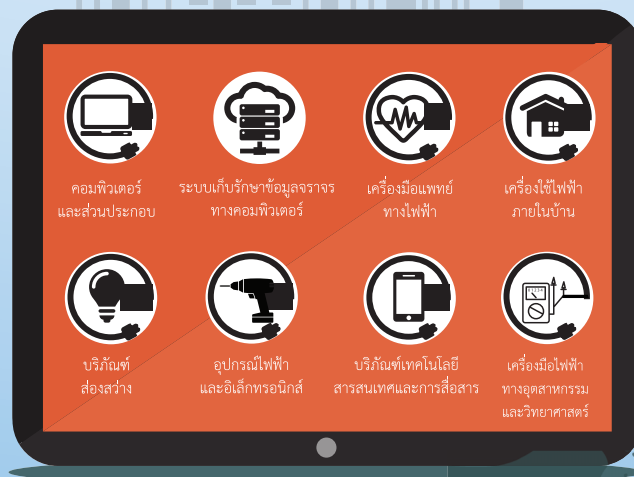 คอมพิวเตอร์
และส่วนประกอบ
ระบบเก็บรักษาข้อมูลจราจร
ทางคอมพิวเตอร์
เครื่องมือแพทย์
ทางไฟฟ้า
เครื่องใช้ไฟฟ้า
ภายในบ้าน
บริภัณฑ์
ส่องสว่าง
อุปกรณ์ไฟฟ้า
และอิเล็กทรอนิกส์
บริภัณฑ์เทคโนโลยี
สารสนเทศและการสื่อสาร
เครื่องมือไฟฟ้า
ทางอุตสาหกรรม
และวิทยาศาสตร์